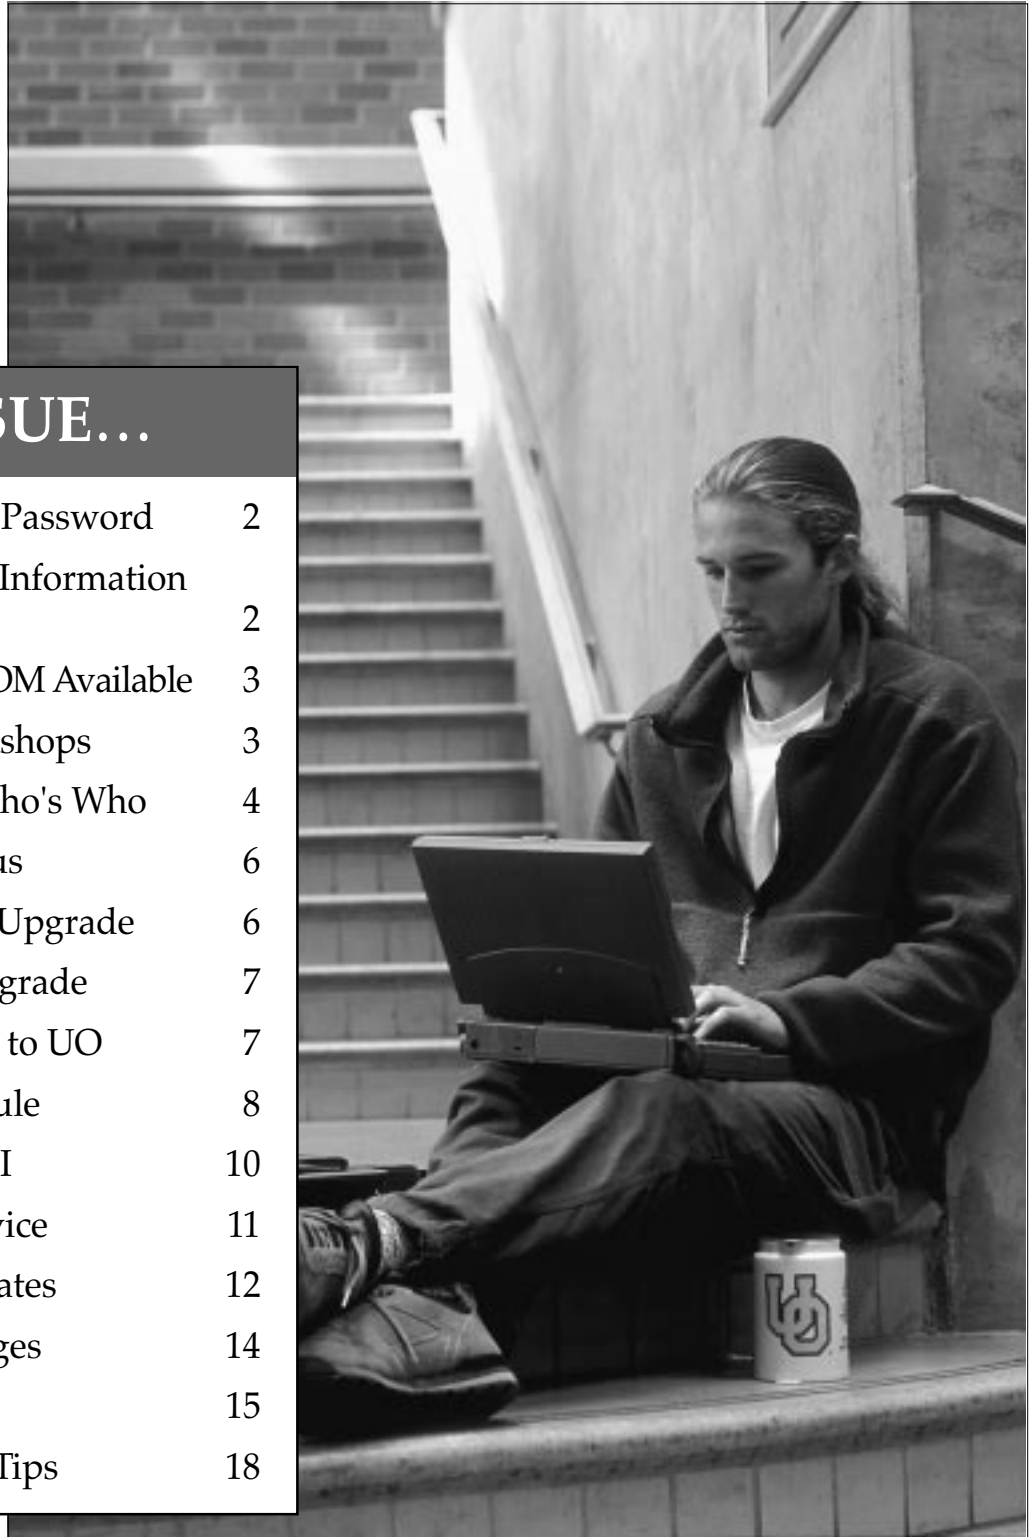 SUE…
Password 2
Information
2
OM Available 3
shops 3
ho's Who 4
us 6
Upgrade 6
grade 7
to UO 7
ule 8
I 10
vice 11
ates 12
ges 14
15
Tips 18
UO